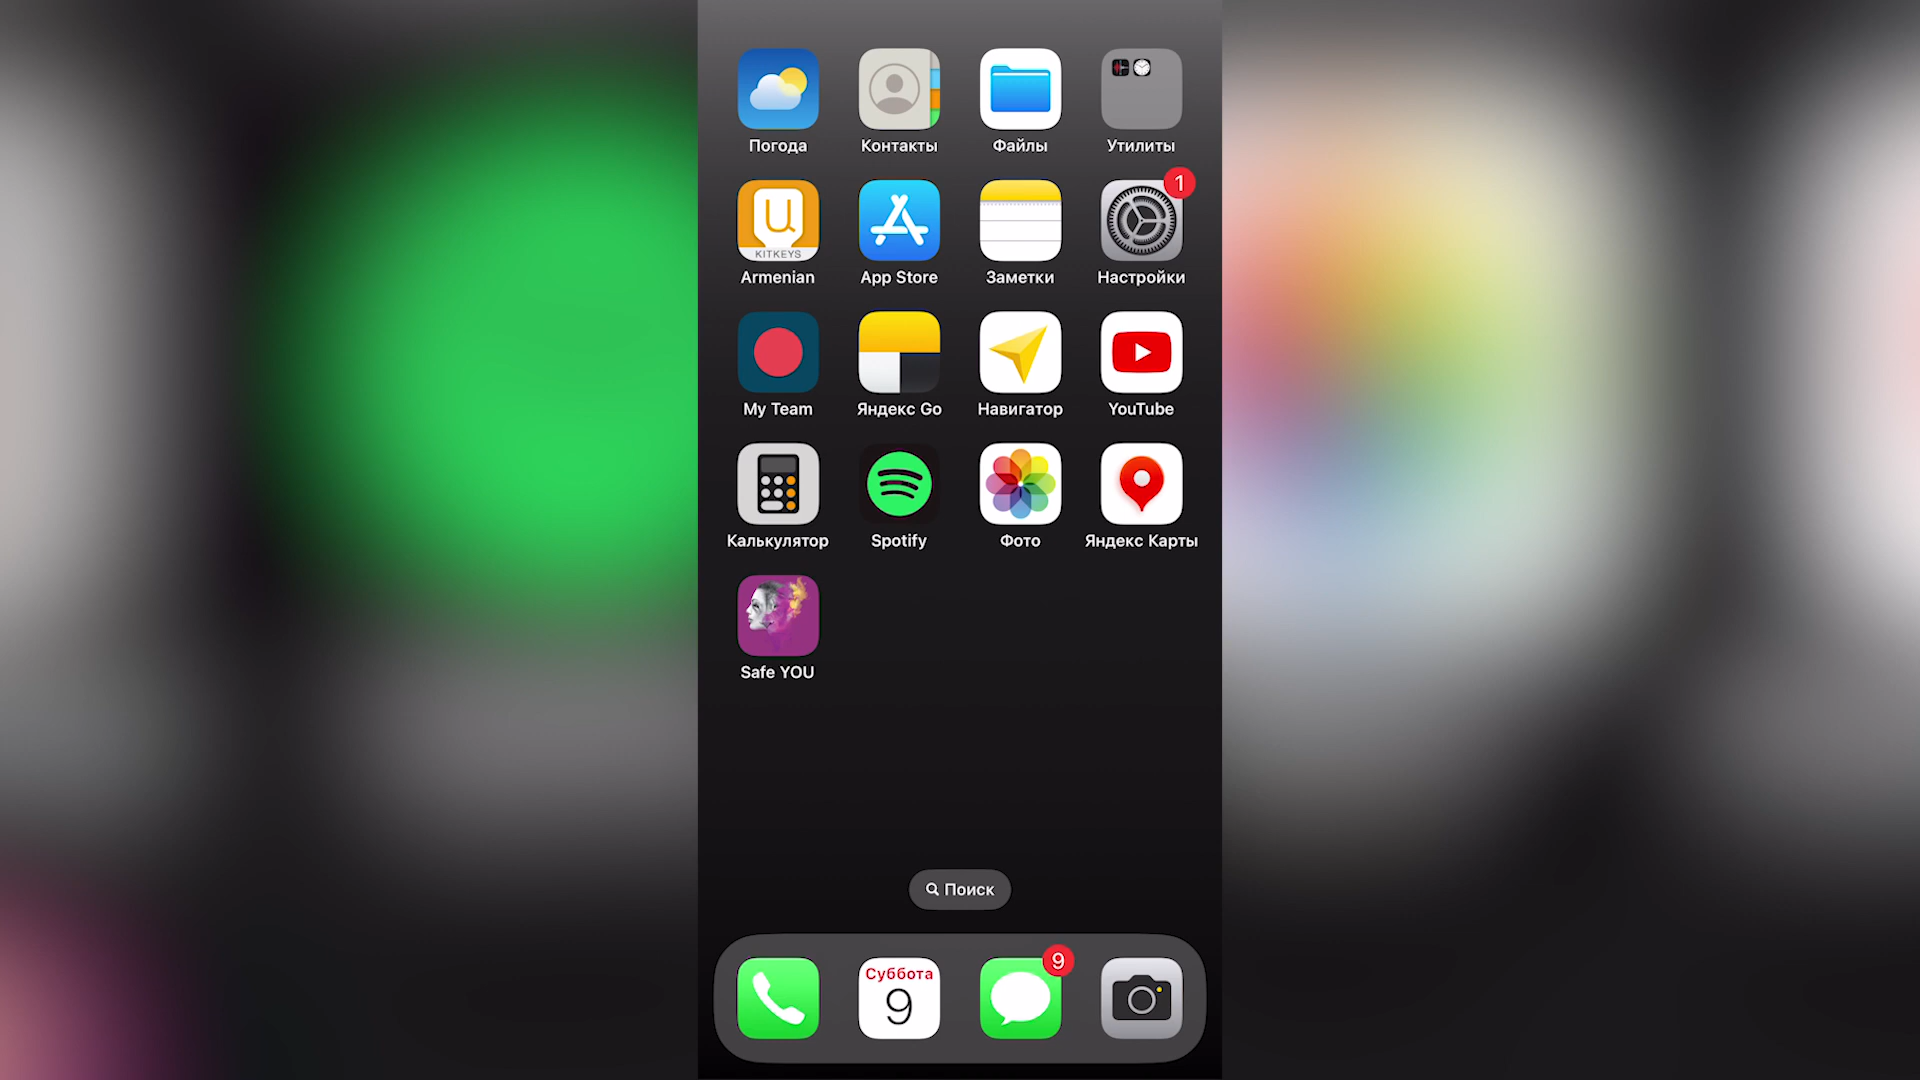 Погода Контакты Файлы Утилиты
1
U
KITKEYS
Armenian App Store Заметки Настройки
My Team Яндекс Go Навигатор YouTube
Калькулятор Spotify Фото Яндекс Карты
Safe YOU
Поиск
Суббота
9
9